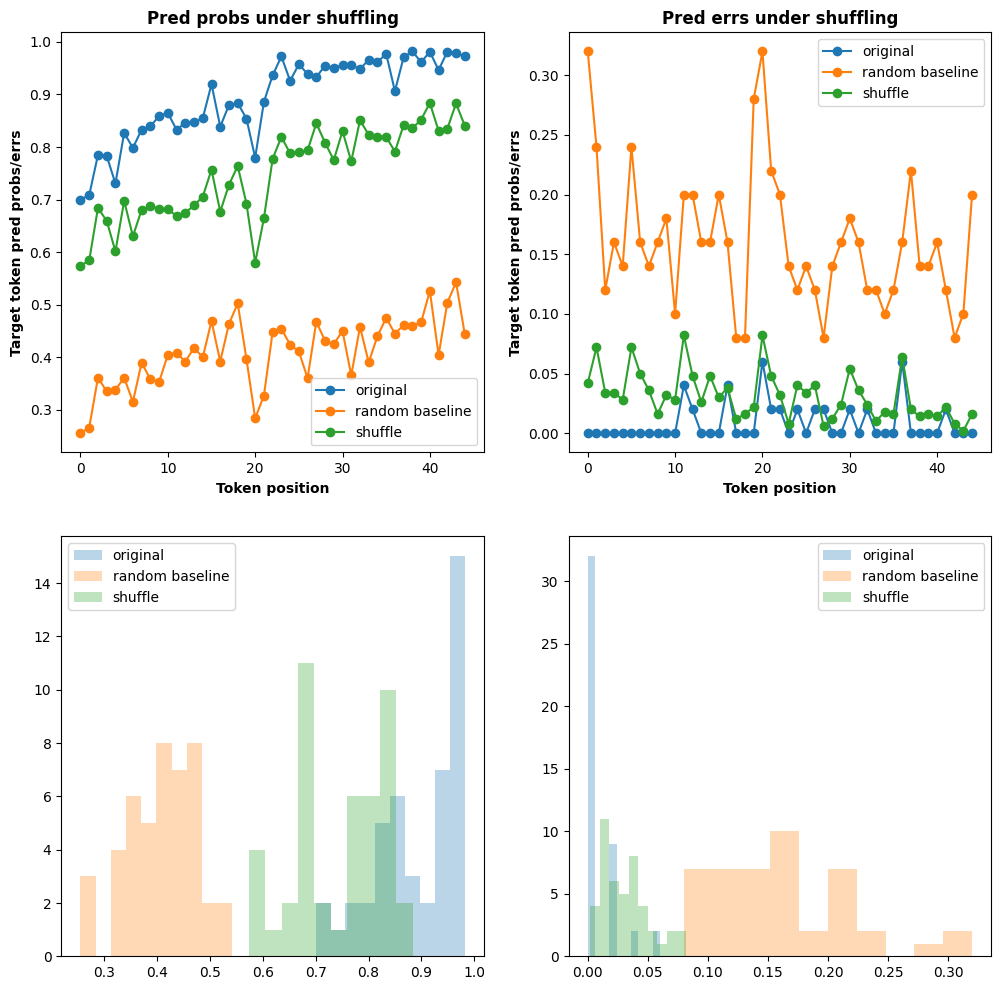 Pred probs under shuffling
Target token pred probs/errs
1.0
0.9
0.8
0.7
0.6
0.5
0.4
0.3
original
random baseline
shuffle
0 10 20 30 40
Token position
Pred errs under shuffling
Target token pred probs/errs
0.30
0.25
0.20
0.15
0.10
0.05
0.00
original
random baseline
shuffle
0 10 20 30 40
Token position
original
random baseline
shuffle
14
12
10
8
6
4
2
0
0.3 0.4 0.5 0.6 0.7 0.8 0.9 1.0
original
random baseline
shuffle
30
25
20
15
10
5
0
0.00 0.05 0.10 0.15 0.20 0.25 0.30